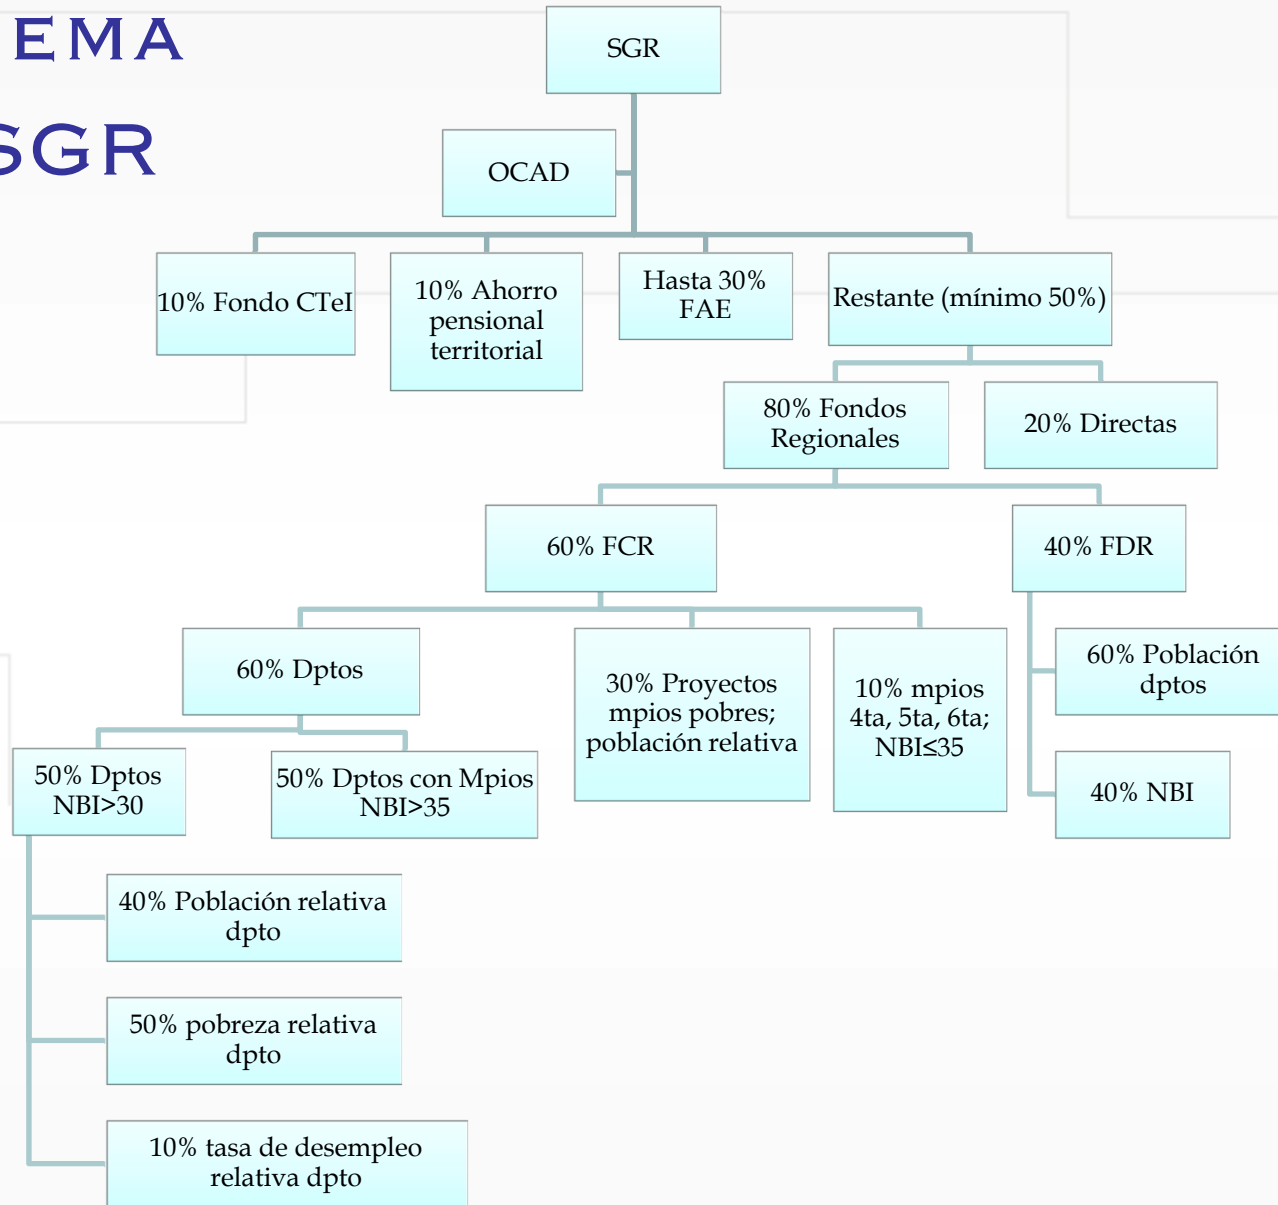 EMA
SGR
SGR
OCAD
10% Fondo CTeI
10% Ahorro
pensional
territorial
Hasta 30%
FAE
Restante (mínimo 50%)
80% Fondos
Regionales
20% Directas
60% FCR
40% FDR
60% Dptos
30% Proyectos
mpios pobres;
población relativa
10% mpios
4ta, 5ta, 6ta;
NBI≤35
60% Población
dptos
40% NBI
50% Dptos
NBI>30
50% Dptos con Mpios
NBI>35
40% Población relativa
dpto
50% pobreza relativa
dpto
10% tasa de desempleo
relativa dpto